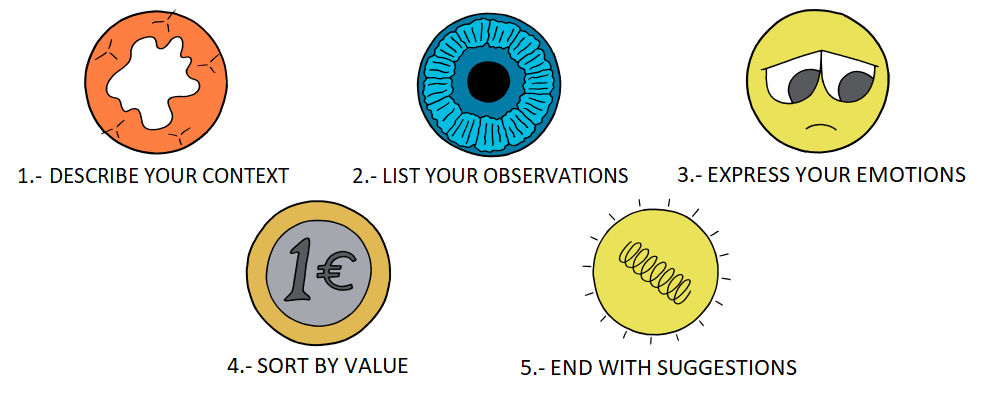 1.- DESCRIBE YOUR CONTEXT
2.- LIST YOUR OBSERVATIONS
3.- EXPRESS YOUR EMOTIONS
1€
4.- SORT BY VALUE
5.- END WITH SUGGESTIONS